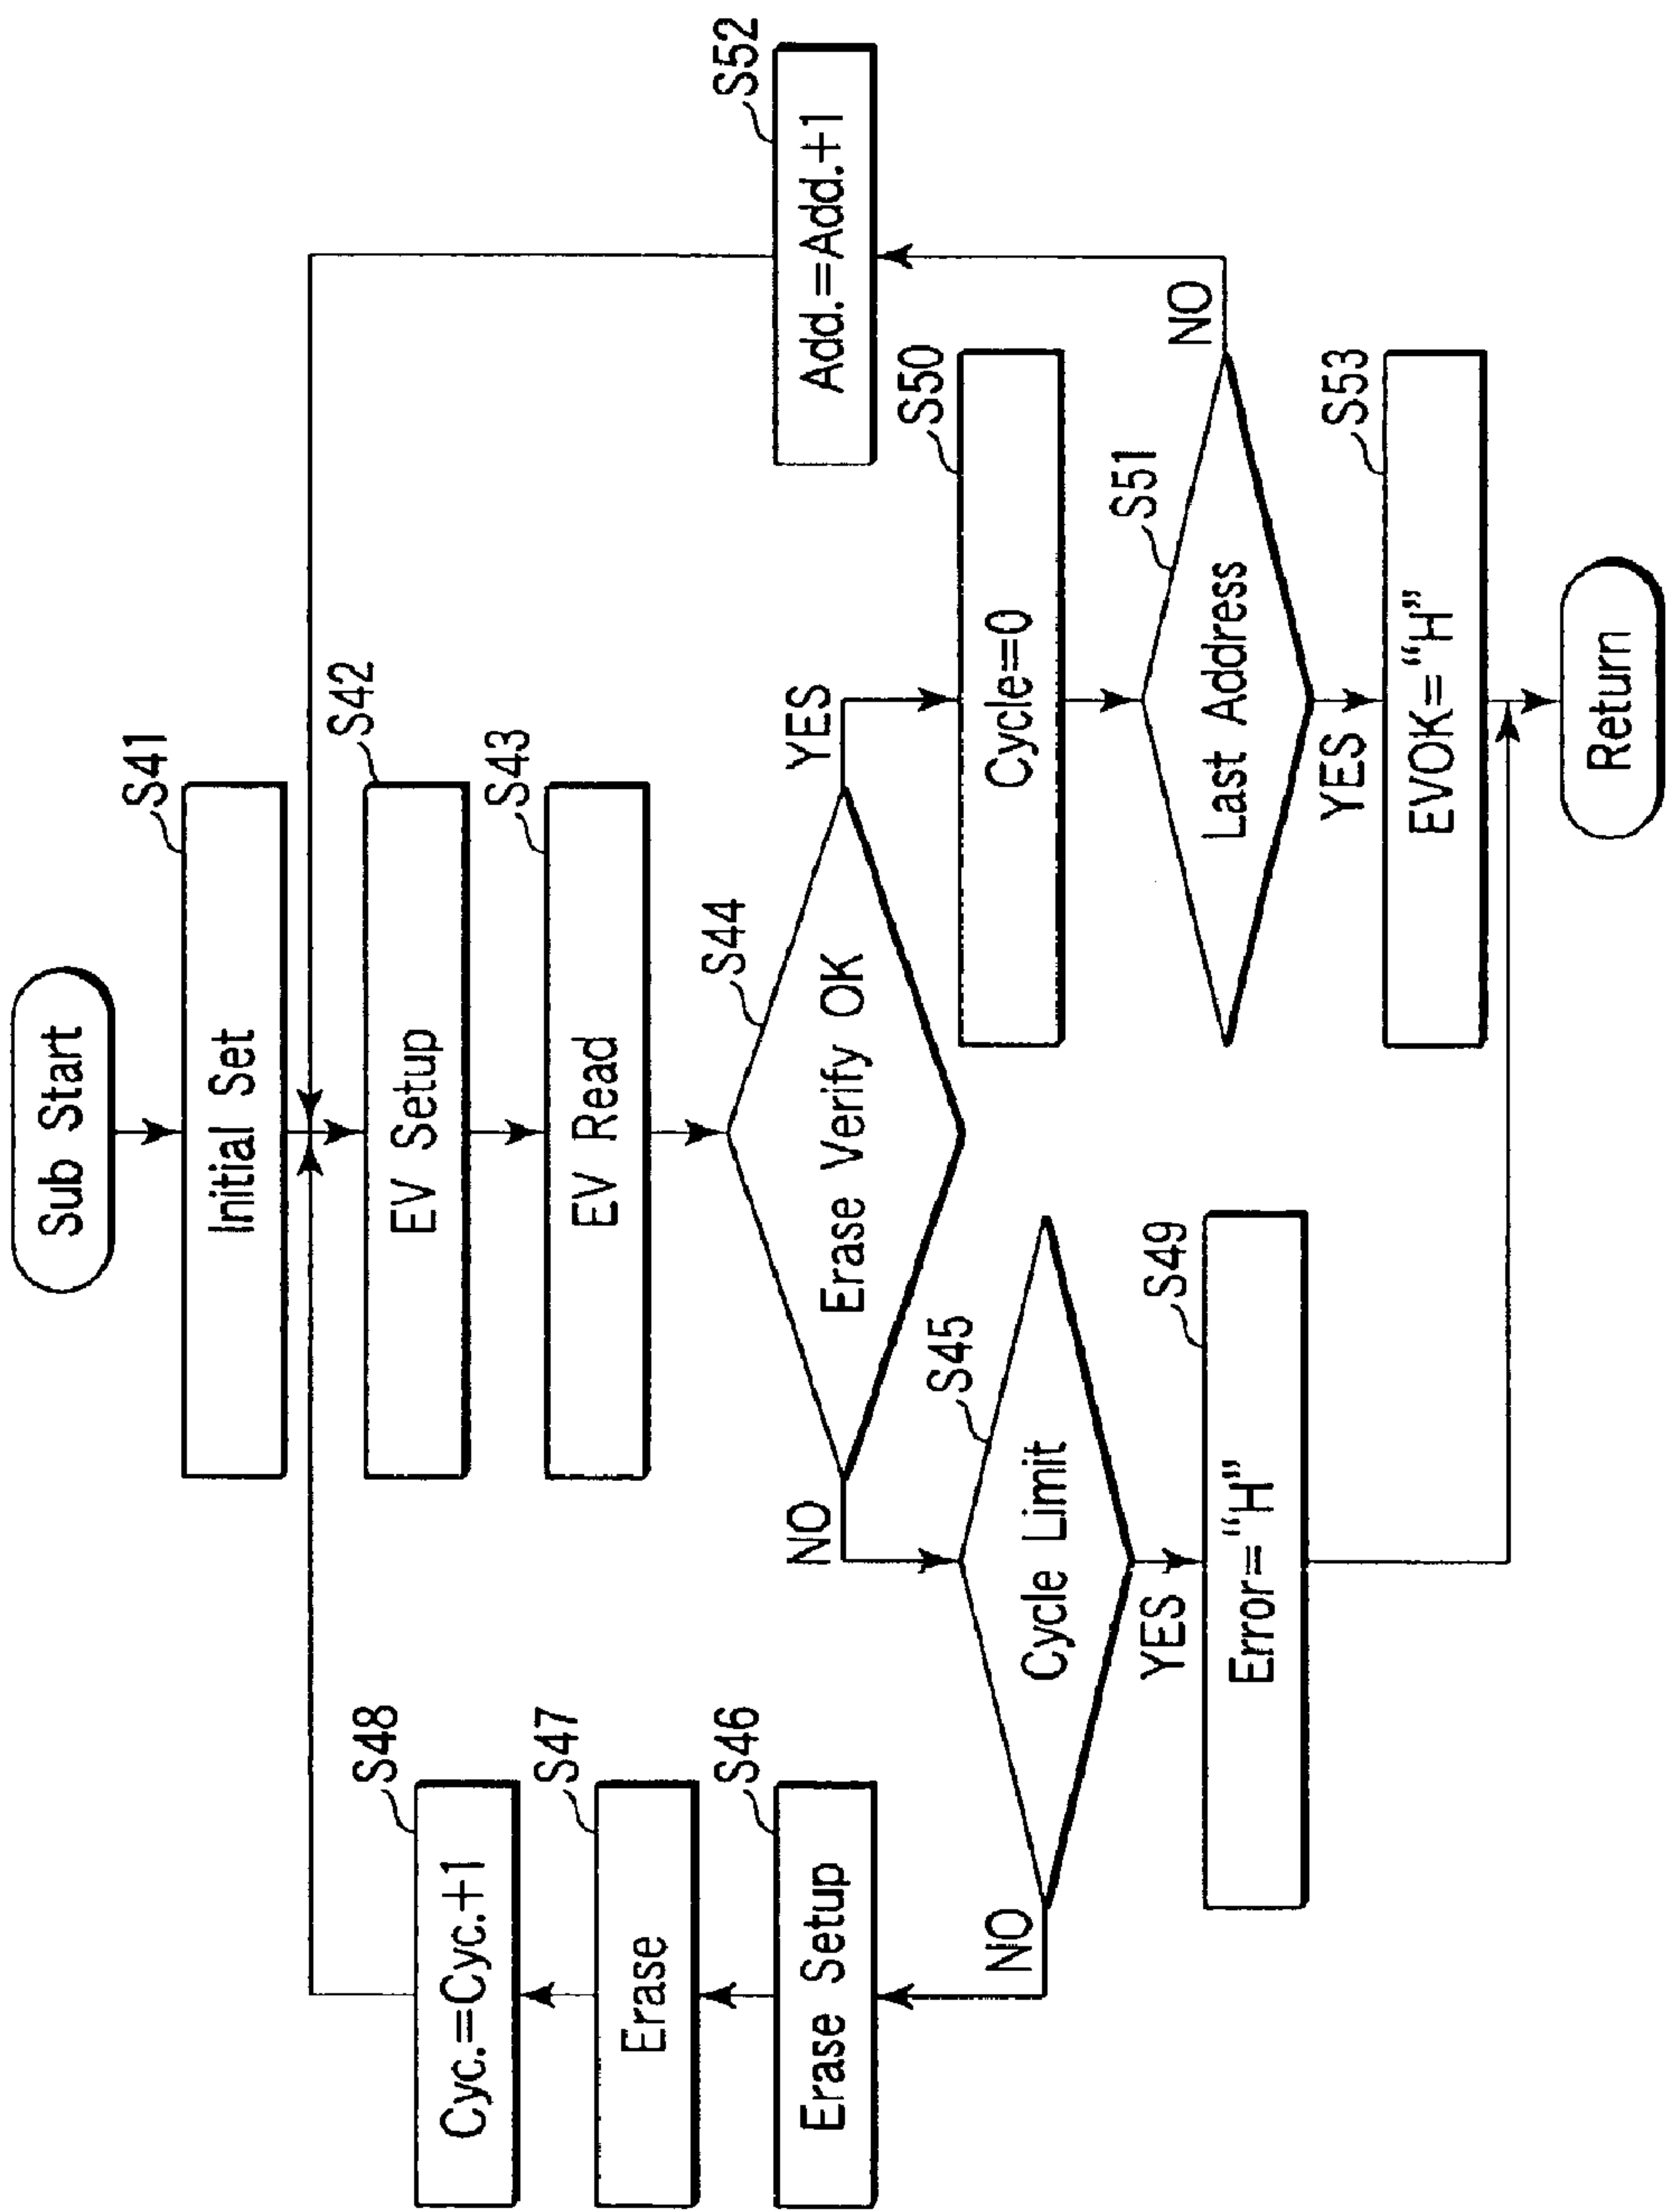 Sub Start
S41
Initial Set
S42
EV Setup
S43
EV Read
S44
Erase Verify OK
NO
YES
S45
Cycle Limit
NO
YES
S46
Erase Setup
S47
Erase
S48
Cyc.=Cyc.+1
S49
Error=“H”
S50
Cycle=0
S51
Last Address
NO
YES
S52
Add.=Add.+1
S53
EVOK=“H”
Return